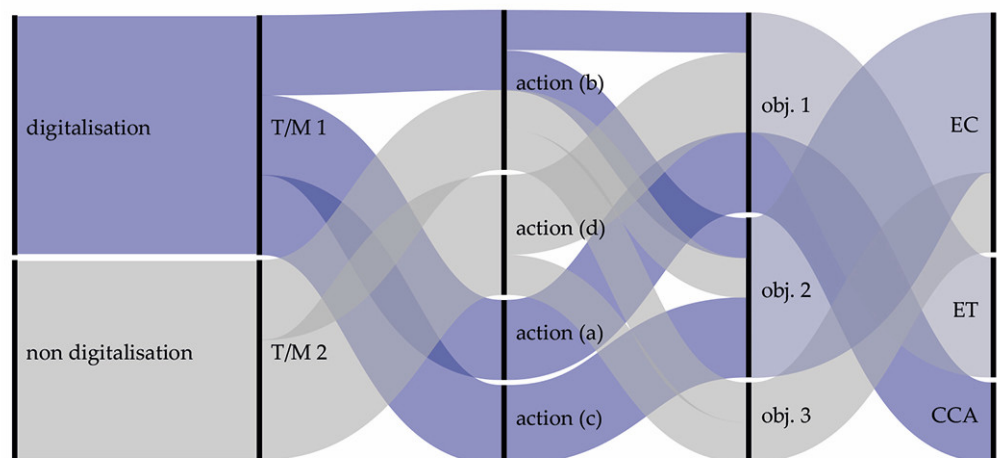 digitalisation
non digitalisation
T/M 1
T/M 2
action (b)
action (d)
action (a)
action (c)
obj. 1
obj. 2
obj. 3
EC
ET
CCA